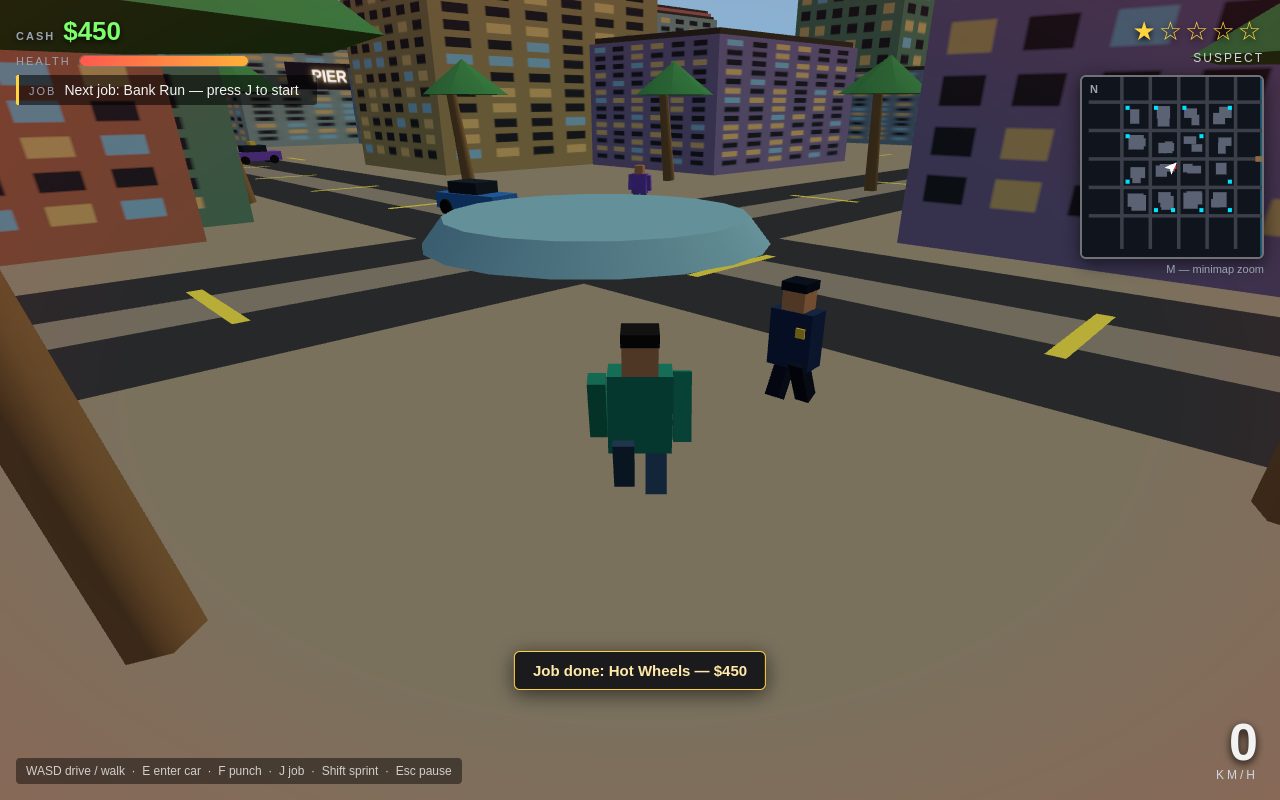 CASH $450
HEALTH
JOB Next job: Bank Run — press J to start
PIER
★☆☆☆☆
SUSPECT
N
M — minimap zoom
Job done: Hot Wheels — $450
WASD drive / walk · E enter car · F punch · J job · Shift sprint · Esc pause
0
KM/H